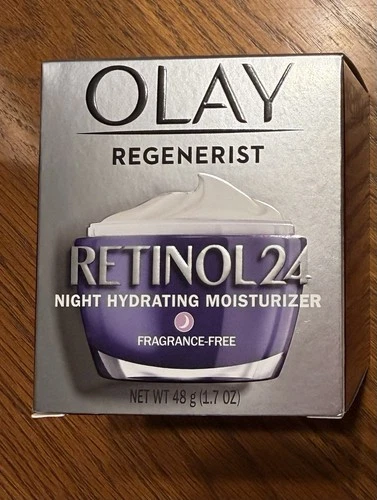 OLAY
REGENERIST
RETINOL24
NIGHT HYDRATING MOISTURIZER
FRAGRANCE-FREE
NET WT 48 g (1.7 OZ)